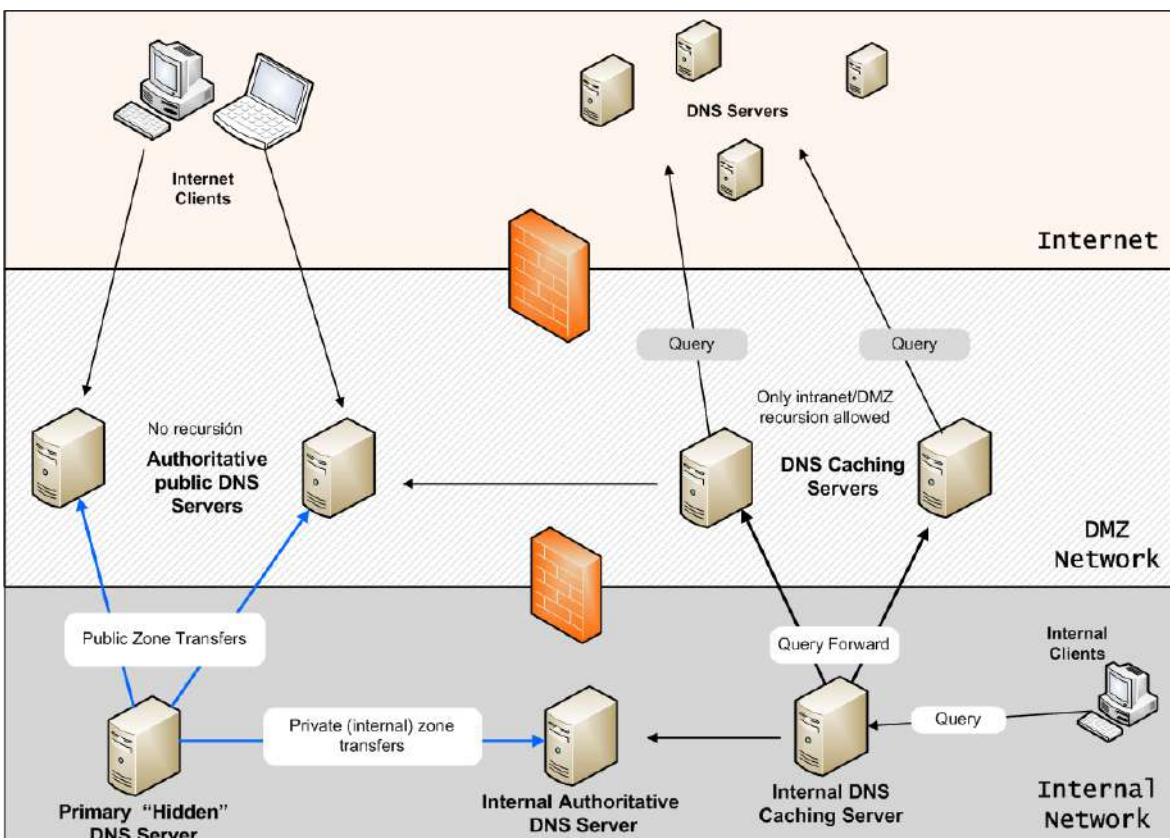 Internet
Clients
DNS Servers
Internet
Query
Query
No recursión
Authoritative
public DNS
Servers
Only intranet/DMZ
recursion allowed
DNS Caching
Servers
DMZ
Network
Public Zone Transfers
Query Forward
Internal
Clients
Private (internal) zone
transfers
Query
Primary “Hidden”
DNS Server
Internal Authoritative
DNS Server
Internal DNS
Caching Server
Internal
Network